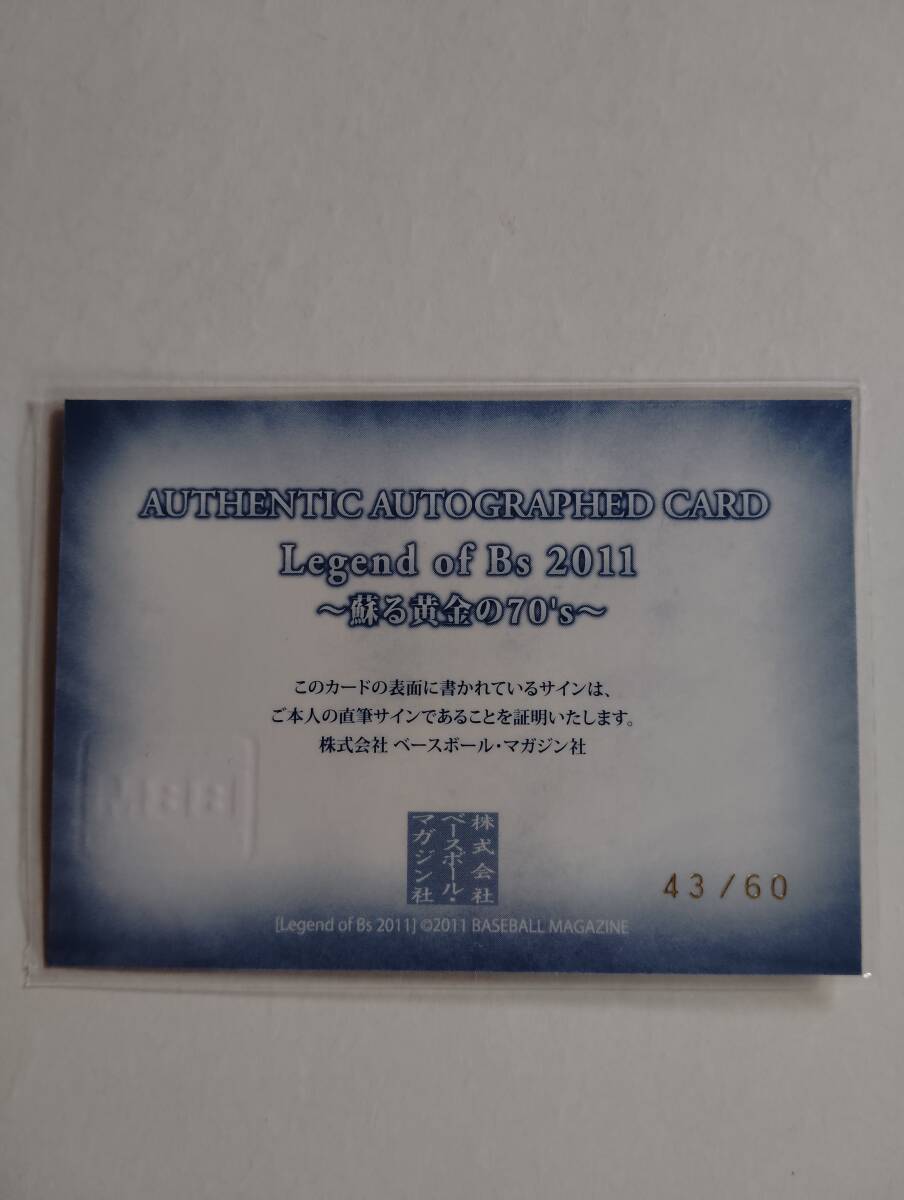 AUTHENTIC AUTOGRAPHED CARD
Legend of Bs 2011
～蘇る黄金の70's～
このカードの表面に書かれているサインは、
ご本人の直筆サインであることを証明いたします。
株式会社 ベースボール・マガジン社
BBM
株式会社
ベースボール・
マガジン社
43/60
[Legend of Bs 2011] ©2011 BASEBALL MAGAZINE